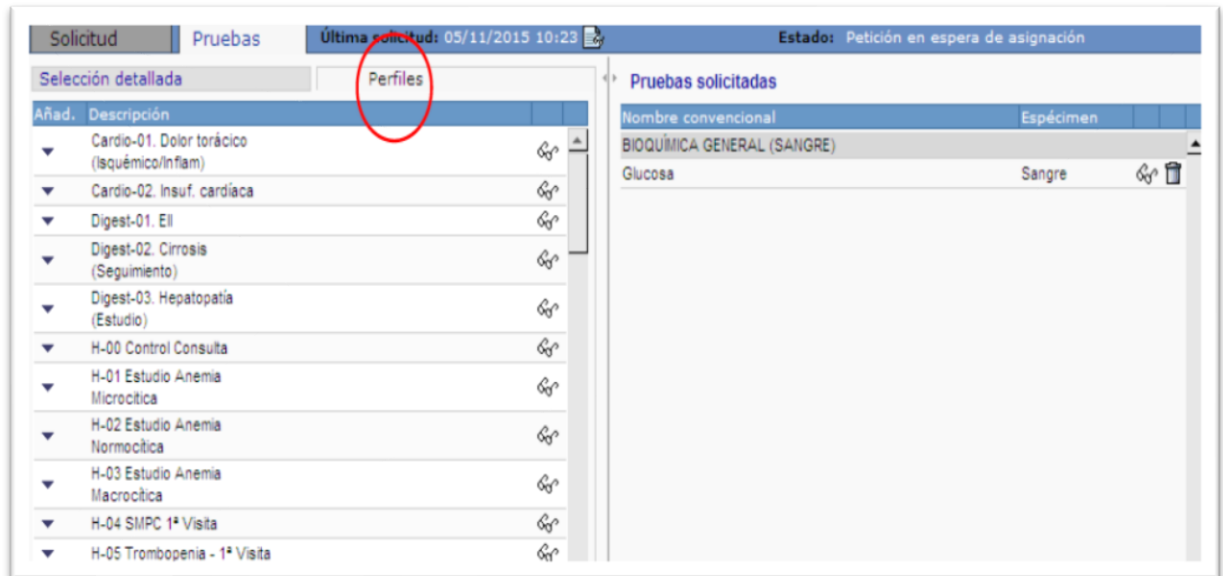 Solicitud Pruebas Última solicitud: 05/11/2015 10:23 Estado: Petición en espera de asignación
Selección detallada Perfiles Pruebas solicitadas
Añad. Descripción
Cardio-01. Dolor torácico
(Isquémico/Inflam)
Cardio-02. Insuf. cardíaca
Digest-01. EII
Digest-02. Cirrosis
(Seguimiento)
Digest-03. Hepatopatía
(Estudio)
H-00 Control Consulta
H-01 Estudio Anemia
Microcitica
H-02 Estudio Anemia
Normocítica
H-03 Estudio Anemia
Macrocítica
H-04 SMPC 1ª Visita
H-05 Trombopenia - 1ª Visita
Nombre convencional Espécimen
BIOQUÍMICA GENERAL (SANGRE)
Glucosa Sangre